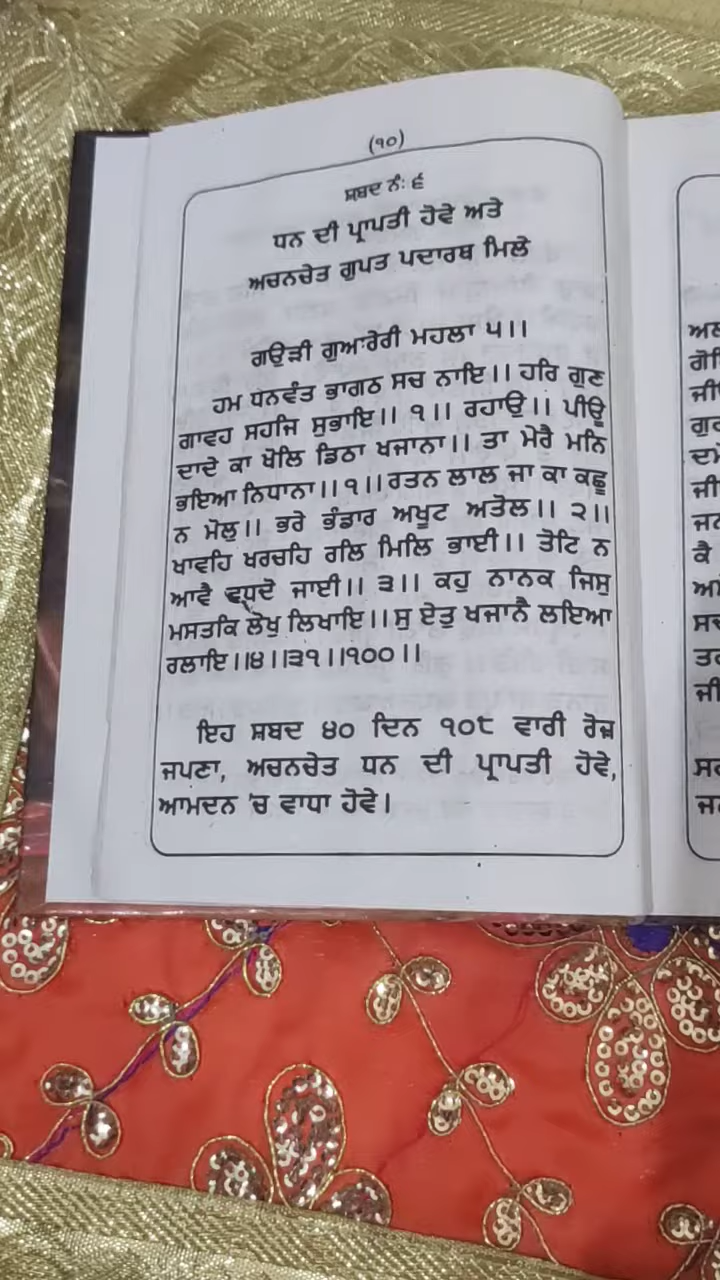 (੧੦)
ਸ਼ਬਦ ਨੰ: ੬
ਧਨ ਦੀ ਪ੍ਰਾਪਤੀ ਹੋਵੇ ਅਤੇ
ਅਚਨਚੇਤ ਗੁਪਤ ਪਦਾਰਥ ਮਿਲੇ
ਗਉੜੀ ਗੁਆਰੇਰੀ ਮਹਲਾ ੫।।
ਹਮ ਧਨਵੰਤ ਭਾਗਠ ਸਚ ਨਾਇ।। ਹਰਿ ਗੁਣ
ਗਾਵਹ ਸਹਜਿ ਸੁਭਾਇ।। ੧।। ਰਹਾਉ।। ਪੀਊ
ਦਾਦੇ ਕਾ ਖੋਲਿ ਡਿਠਾ ਖਜਾਨਾ।। ਤਾ ਮੇਰੈ ਮਨਿ
ਭਇਆ ਨਿਧਾਨਾ।। ੧।। ਰਤਨ ਲਾਲ ਜਾ ਕਾ ਕਛੂ
ਨ ਮੋਲੁ।। ਭਰੇ ਭੰਡਾਰ ਅਖੂਟ ਅਤੋਲ।। ੨।।
ਖਾਵਹਿ ਖਰਚਹਿ ਰਲਿ ਮਿਲਿ ਭਾਈ।। ਤੋਟਿ ਨ
ਆਵੈ ਵਧਦੋ ਜਾਈ।। ੩।। ਕਹੁ ਨਾਨਕ ਜਿਸੁ
ਮਸਤਕਿ ਲੇਖੁ ਲਿਖਾਇ।। ਸੁ ਏਤੁ ਖਜਾਨੈ ਲਇਆ
ਰਲਾਇ।।੪।।੩੧।।੧੦੦।।
ਇਹ ਸ਼ਬਦ ੪੦ ਦਿਨ ੧੦੮ ਵਾਰੀ ਰੋਜ਼
ਜਪਣਾ, ਅਚਨਚੇਤ ਧਨ ਦੀ ਪ੍ਰਾਪਤੀ ਹੋਵੇ,
ਆਮਦਨ 'ਚ ਵਾਧਾ ਹੋਵੇ।